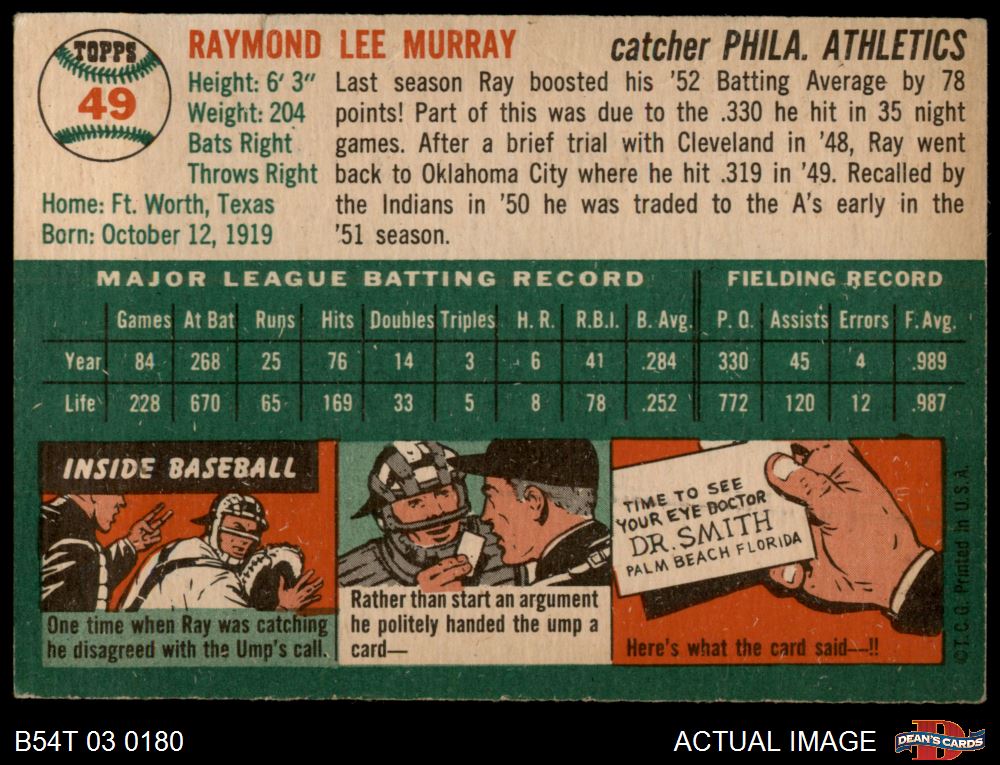 TOPPS
49
RAYMOND LEE MURRAY
catcher PHILA. ATHLETICS
Height: 6' 3"
Weight: 204
Bats Right
Throws Right
Home: Ft. Worth, Texas
Born: October 12, 1919
Last season Ray boosted his '52 Batting Average by 78
points! Part of this was due to the .330 he hit in 35 night
games. After a brief trial with Cleveland in '48, Ray went
back to Oklahoma City where he hit .319 in '49. Recalled by
the Indians in '50 he was traded to the A's early in the
'51 season.
MAJOR LEAGUE BATTING RECORD FIELDING RECORD
Games At Bat Runs Hits Doubles Triples H. R. R.B.I. B. Avg. P. O. Assists Errors F. Avg.
Year 84 268 25 76 14 3 6 41 .284 330 45 4 .989
Life 228 670 65 169 33 5 8 78 .252 772 120 12 .987
INSIDE BASEBALL
One time when Ray was catching
he disagreed with the Ump's call.
Rather than start an argument
he politely handed the ump a
card—
TIME TO SEE
YOUR EYE DOCTOR
DR. SMITH
PALM BEACH FLORIDA
Here's what the card said—!!
©T. C. G. Printed in U.S.A.
B54T 03 0180
ACTUAL IMAGE
D
DEAN'S CARDS